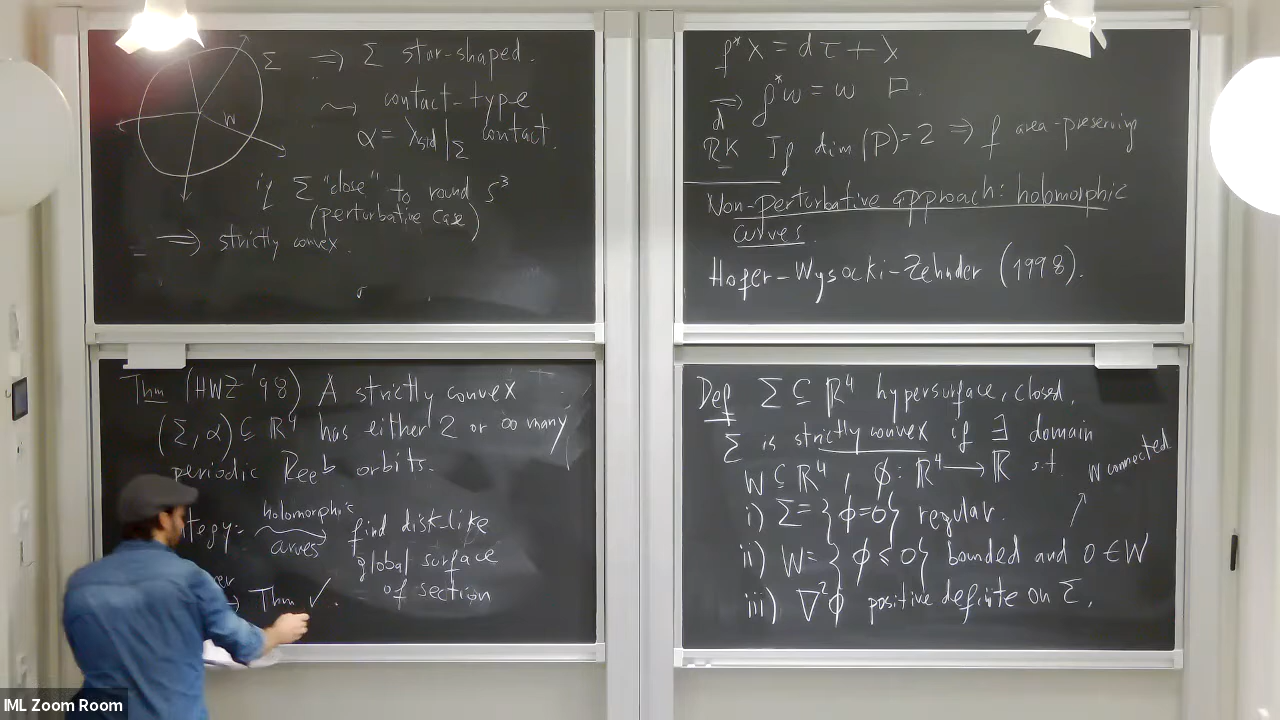 Σ ⇒ Σ star-shaped.
W
⇝ contact-type
α = λstd|Σ contact.
if Σ "close" to round S³
(perturbative case)
⇒ strictly convex.
f*λ = dτ + λ
⇒ f*ω = ω □.
d
RK If dim(P) = 2 ⇒ f area-preserving
Non-perturbative approach: holomorphic
curves.
Hofer-Wysocki-Zehnder (1998).
Thm (HWZ '98) A strictly convex
(Σ, α) ⊆ ℝ⁴ has either 2 or ∞ many
periodic Reeb orbits.
holomorphic
curves
find disk-like
global surface
of section
Thm ✓.
Def Σ ⊆ ℝ⁴ hypersurface, closed.
Σ is strictly convex if ∃ domain
W ⊆ ℝ⁴, ϕ: ℝ⁴ → ℝ s.t. W connected
i) Σ = {ϕ=0} regular.
ii) W = {ϕ ≤ 0} bounded and 0 ∈ W
iii) ∇²ϕ positive definite on Σ.
IML Zoom Room